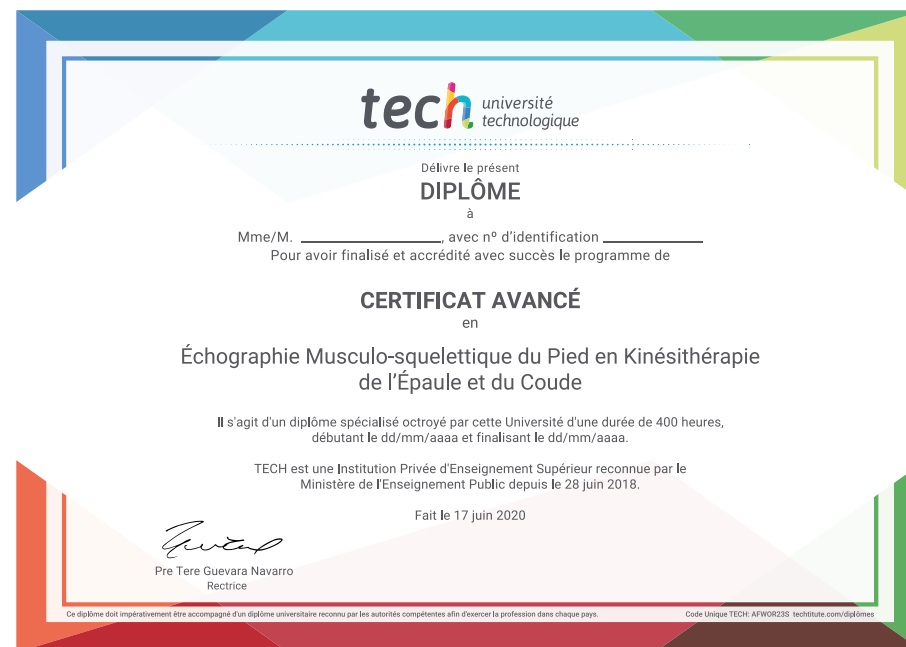 tech université
technologique
Délivre le présent
DIPLÔME
à
Mme/M. ____________________, avec nº d'identification ______________
Pour avoir finalisé et accrédité avec succès le programme de
CERTIFICAT AVANCÉ
en
Échographie Musculo-squelettique du Pied en Kinésithérapie
de l'Épaule et du Coude
Il s'agit d'un diplôme spécialisé octroyé par cette Université d'une durée de 400 heures,
débutant le dd/mm/aaaa et finalisant le dd/mm/aaaa.
TECH est une Institution Privée d'Enseignement Supérieur reconnue par le
Ministère de l'Enseignement Public depuis le 28 juin 2018.
Fait le 17 juin 2020
Pre Tere Guevara Navarro
Rectrice
Ce diplôme doit impérativement être accompagné d'un diplôme universitaire reconnu par les autorités compétentes afin d'exercer la profession dans chaque pays.
Code Unique TECH: AFWOR23S techtitute.com/diplômes